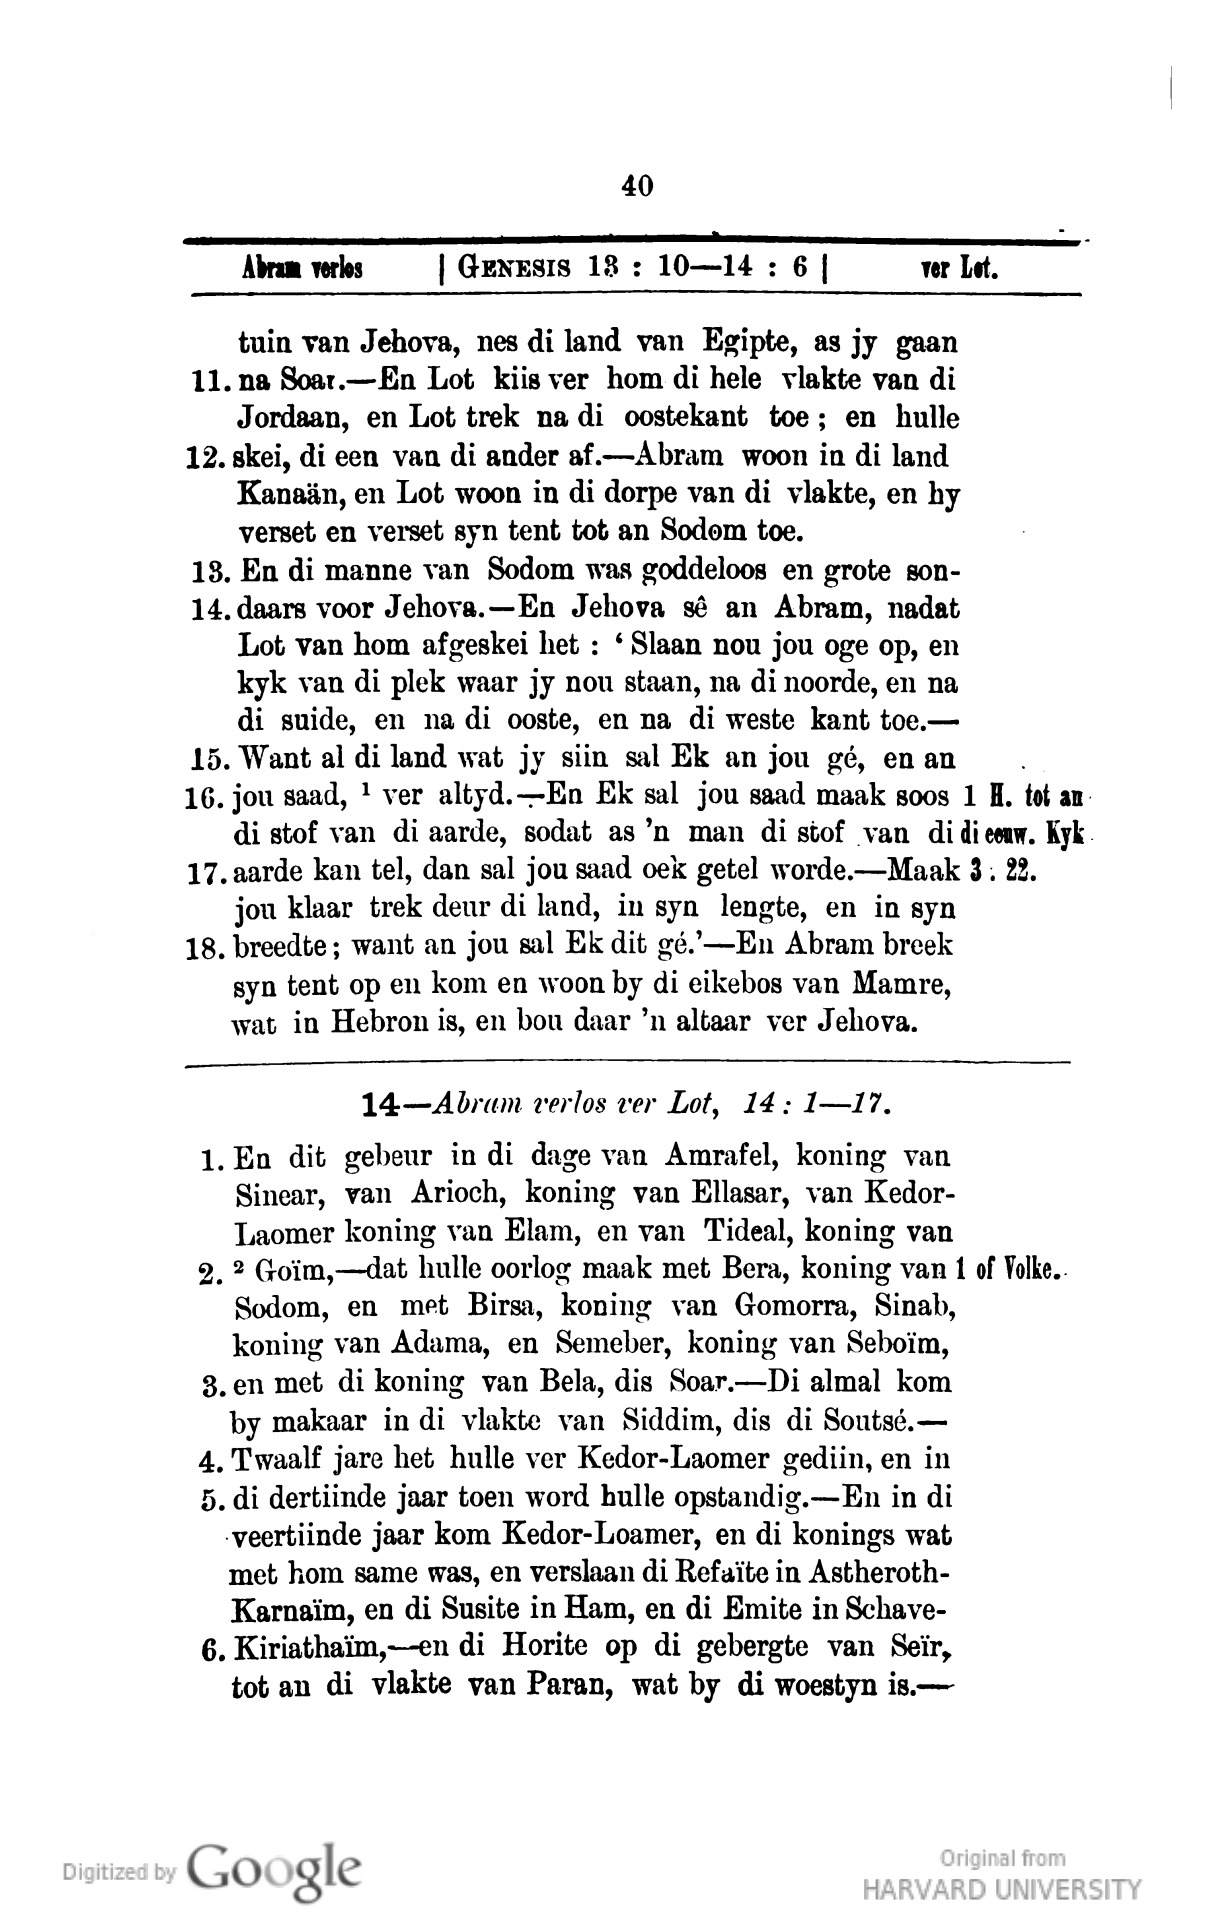 40
Abram verlos | GENESIS 13 : 10—14 : 6 | ver Lot.
tuin van Jehova, nes di land van Egipte, as jy gaan
11. na Soar.—En Lot kiis ver hom di hele vlakte van di
Jordaan, en Lot trek na di oostekant toe ; en hulle
12. skei, di een van di ander af.—Abram woon in di land
Kanaän, en Lot woon in di dorpe van di vlakte, en hy
verset en verset syn tent tot an Sodom toe.
13. En di manne van Sodom was goddeloos en grote son-
14. daars voor Jehova.—En Jehova sê an Abram, nadat
Lot van hom afgeskei het : ‘ Slaan nou jou oge op, en
kyk van di plek waar jy nou staan, na di noorde, en na
di suide, en na di ooste, en na di weste kant toe.—
15. Want al di land wat jy siin sal Ek an jou gé, en an
16. jou saad, ¹ ver altyd.—En Ek sal jou saad maak soos 1 H. tot an
di stof van di aarde, sodat as ’n man di stof van di di eeuw. Kyk
17. aarde kan tel, dan sal jou saad oek getel worde.—Maak 3 : 22.
jou klaar trek deur di land, in syn lengte, en in syn
18. breedte ; want an jou sal Ek dit gé.’—En Abram breek
syn tent op en kom en woon by di eikebos van Mamre,
wat in Hebron is, en bou daar ’n altaar ver Jehova.
14—Abram verlos ver Lot, 14 : 1—17.
1. En dit gebeur in di dage van Amrafel, koning van
Sinear, van Arioch, koning van Ellasar, van Kedor-
Laomer koning van Elam, en van Tideal, koning van
2. ² Goïm,—dat hulle oorlog maak met Bera, koning van 1 of Volke.
Sodom, en met Birsa, koning van Gomorra, Sinab,
koning van Adama, en Semeber, koning van Seboïm,
3. en met di koning van Bela, dis Soar.—Di almal kom
by makaar in di vlakte van Siddim, dis di Soutsé.—
4. Twaalf jare het hulle ver Kedor-Laomer gediin, en in
5. di dertiinde jaar toen word hulle opstandig.—En in di
veertiinde jaar kom Kedor-Loamer, en di konings wat
met hom same was, en verslaan di Refaïte in Astheroth-
Karnaïm, en di Susite in Ham, en di Emite in Schave-
6. Kiriathaïm,—en di Horite op di gebergte van Seïr,
tot an di vlakte van Paran, wat by di woestyn is.—
Digitized by Google
Original from
HARVARD UNIVERSITY